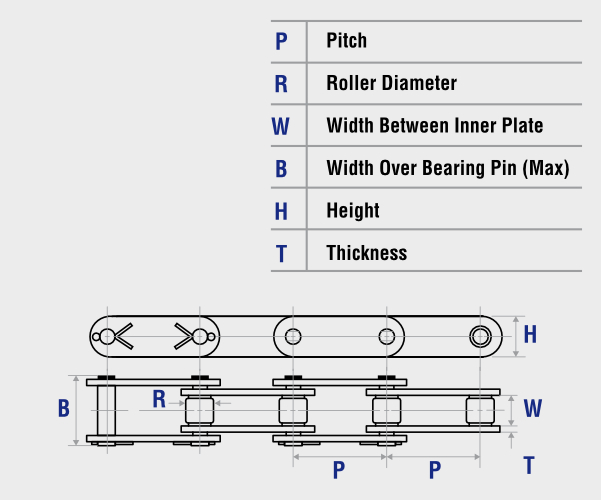 P Pitch
R Roller Diameter
W Width Between Inner Plate
B Width Over Bearing Pin (Max)
H Height
T Thickness
H
R
B
W
P
P
T